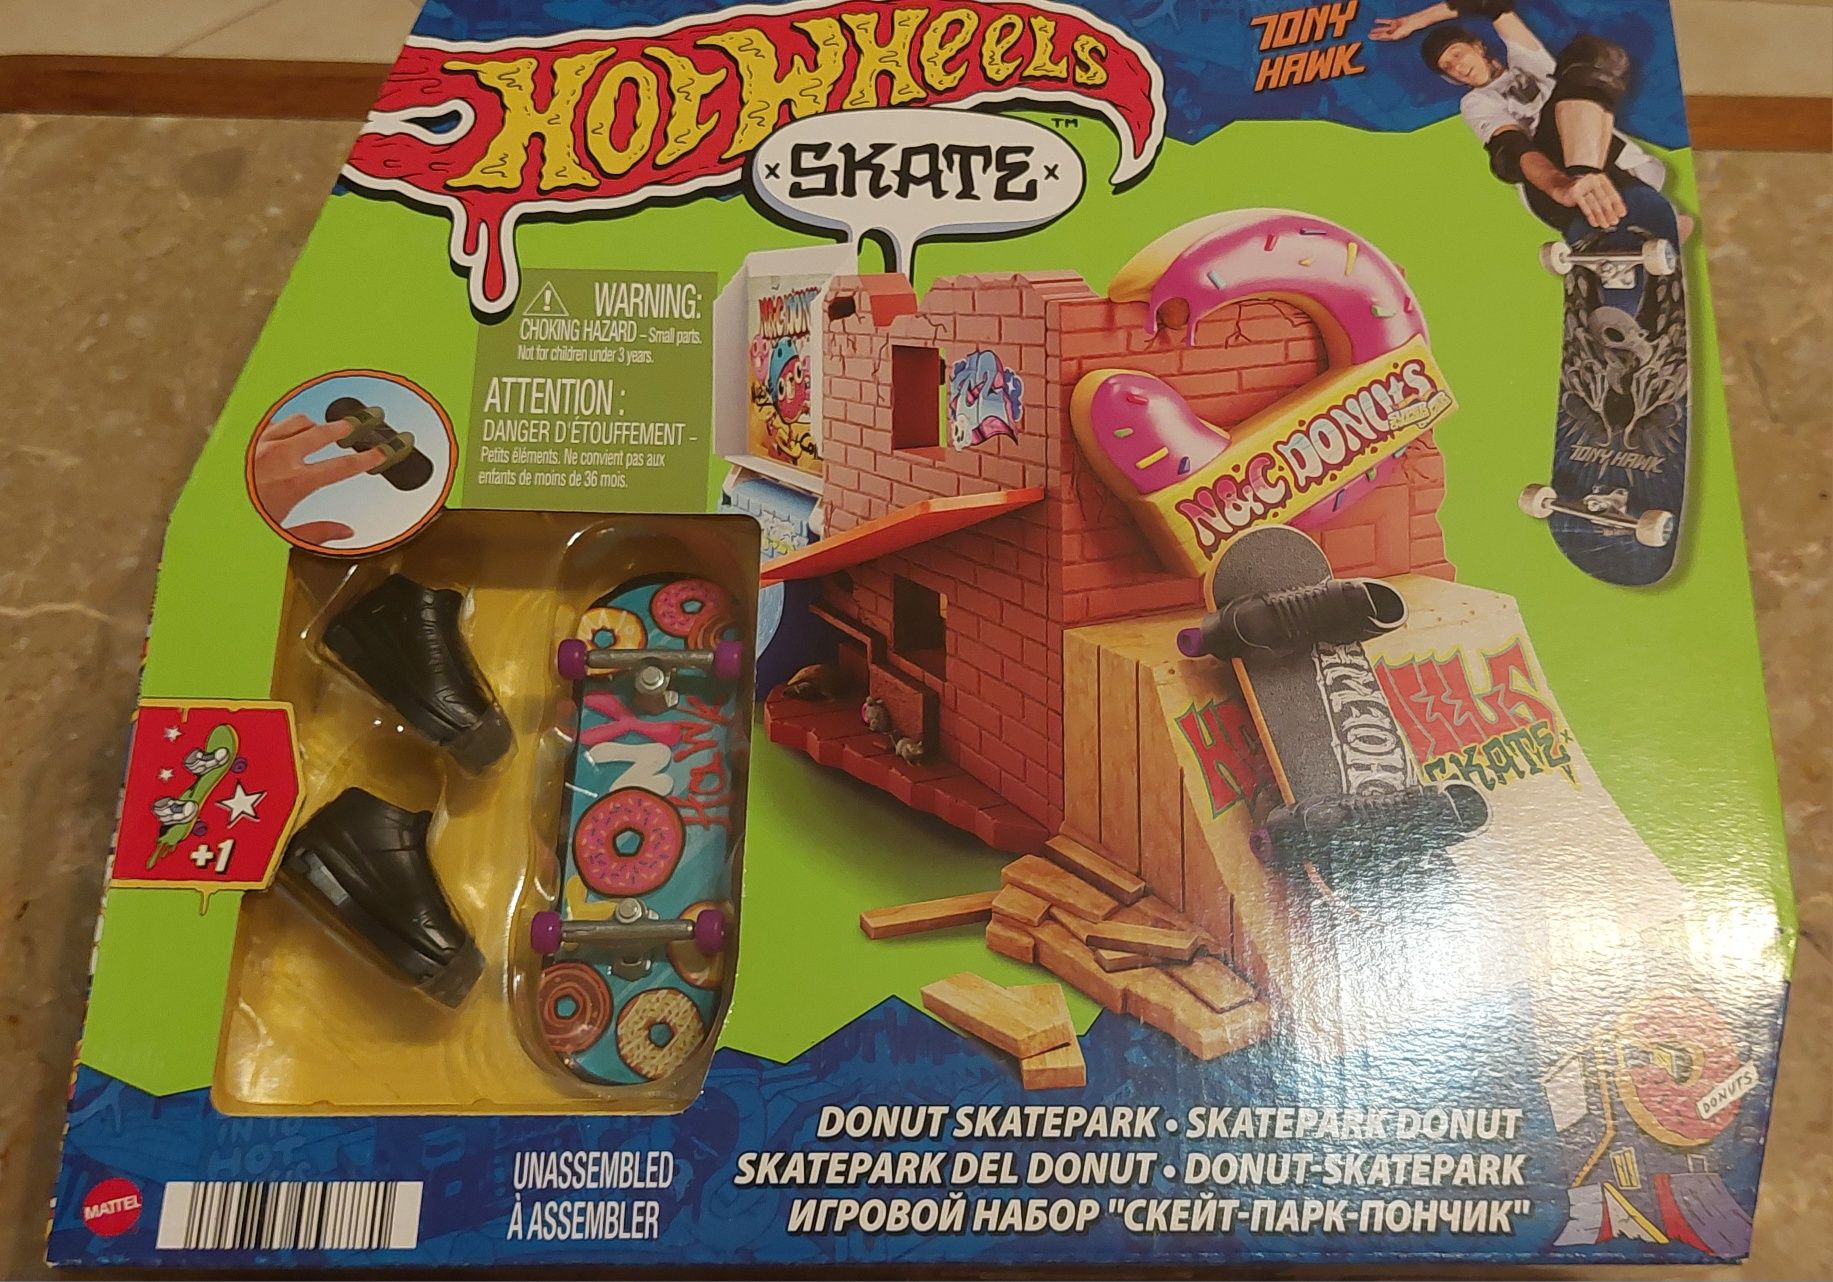 HOT WHEELS
TM
SKATE
TONY
HAWK
WARNING:
CHOKING HAZARD – Small parts.
Not for children under 3 years.
ATTENTION :
DANGER D'ÉTOUFFEMENT –
Petits éléments. Ne convient pas aux
enfants de moins de 36 mois.
N&C DONUTS
TONY HAWK
TONY
Hawk
HOT WHEELS
SKATE
+1
DONUTS
DONUT SKATEPARK • SKATEPARK DONUT
SKATEPARK DEL DONUT • DONUT-SKATEPARK
ИГРОВОЙ НАБОР "СКЕЙТ-ПАРК-ПОНЧИК"
UNASSEMBLED
À ASSEMBLER
MATTEL